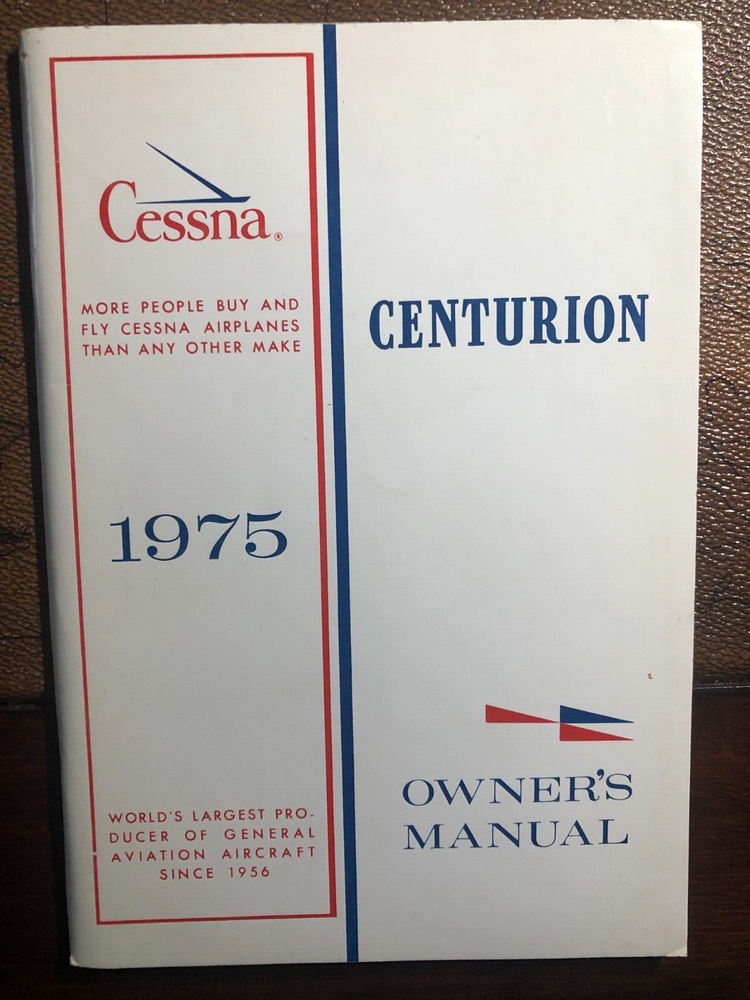 Cessna®
MORE PEOPLE BUY AND
FLY CESSNA AIRPLANES
THAN ANY OTHER MAKE
1975
WORLD'S LARGEST PRO-
DUCER OF GENERAL
AVIATION AIRCRAFT
SINCE 1956
CENTURION
OWNER'S
MANUAL